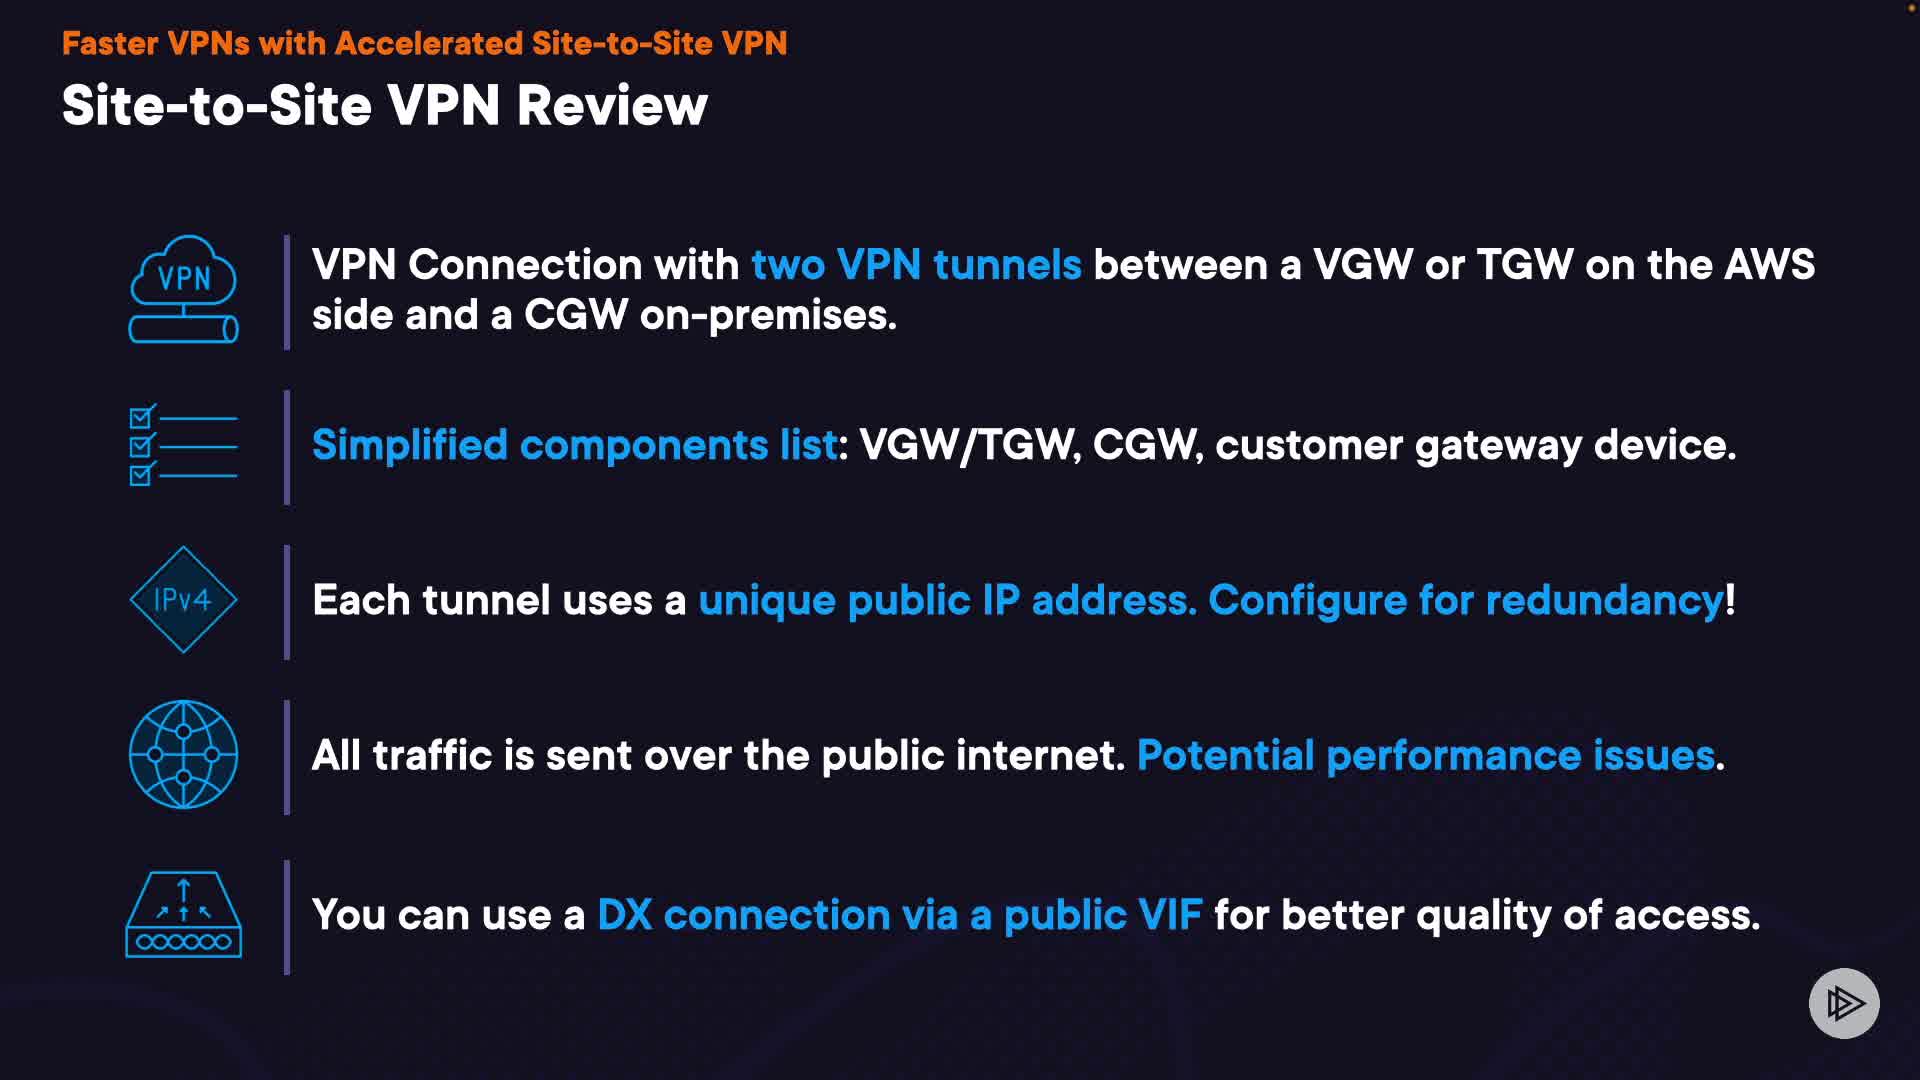 Faster VPNs with Accelerated Site-to-Site VPN
Site-to-Site VPN Review
VPN
VPN Connection with two VPN tunnels between a VGW or TGW on the AWS
side and a CGW on-premises.
Simplified components list: VGW/TGW, CGW, customer gateway device.
IPv4
Each tunnel uses a unique public IP address. Configure for redundancy!
All traffic is sent over the public internet. Potential performance issues.
You can use a DX connection via a public VIF for better quality of access.